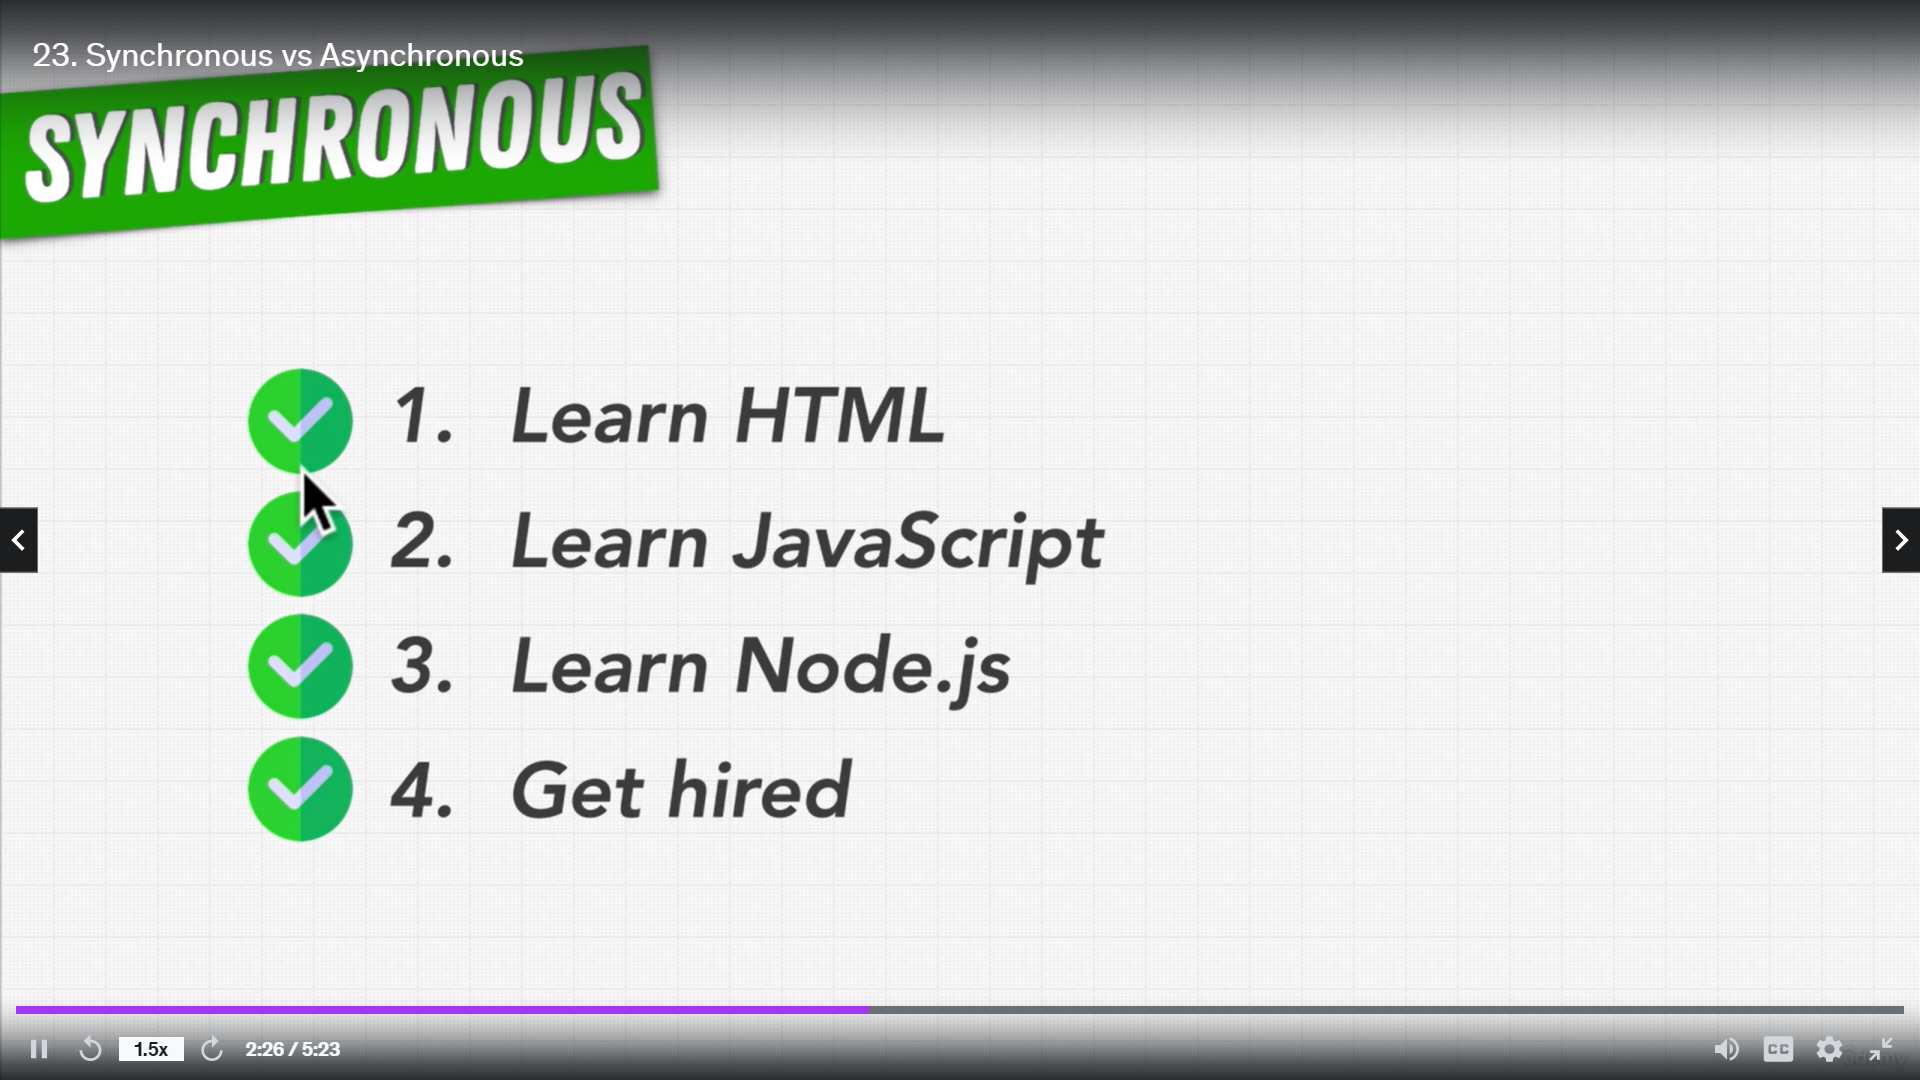 23. Synchronous vs Asynchronous
SYNCHRONOUS
1. Learn HTML
2. Learn JavaScript
3. Learn Node.js
4. Get hired
1.5x
2:26 / 5:23
CC